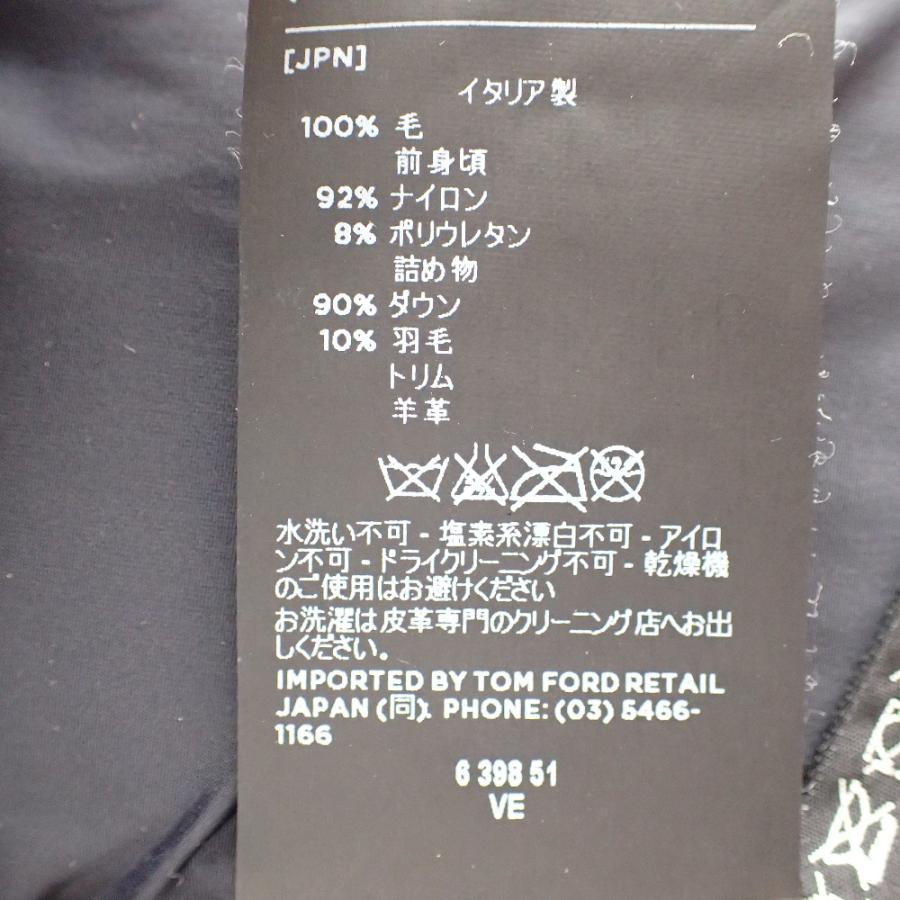 [JPN]
イタリア製
100% 毛
前身頃
92% ナイロン
8% ポリウレタン
詰め物
90% ダウン
10% 羽毛
トリム
羊革
水洗い不可 - 塩素系漂白不可 - アイロ
ン不可 - ドライクリーニング不可 - 乾燥機
のご使用はお避けください
お洗濯は皮革専門のクリーニング店へお出
しください。
IMPORTED BY TOM FORD RETAIL
JAPAN (同). PHONE: (03) 5466-
1166
6 398 51
VE